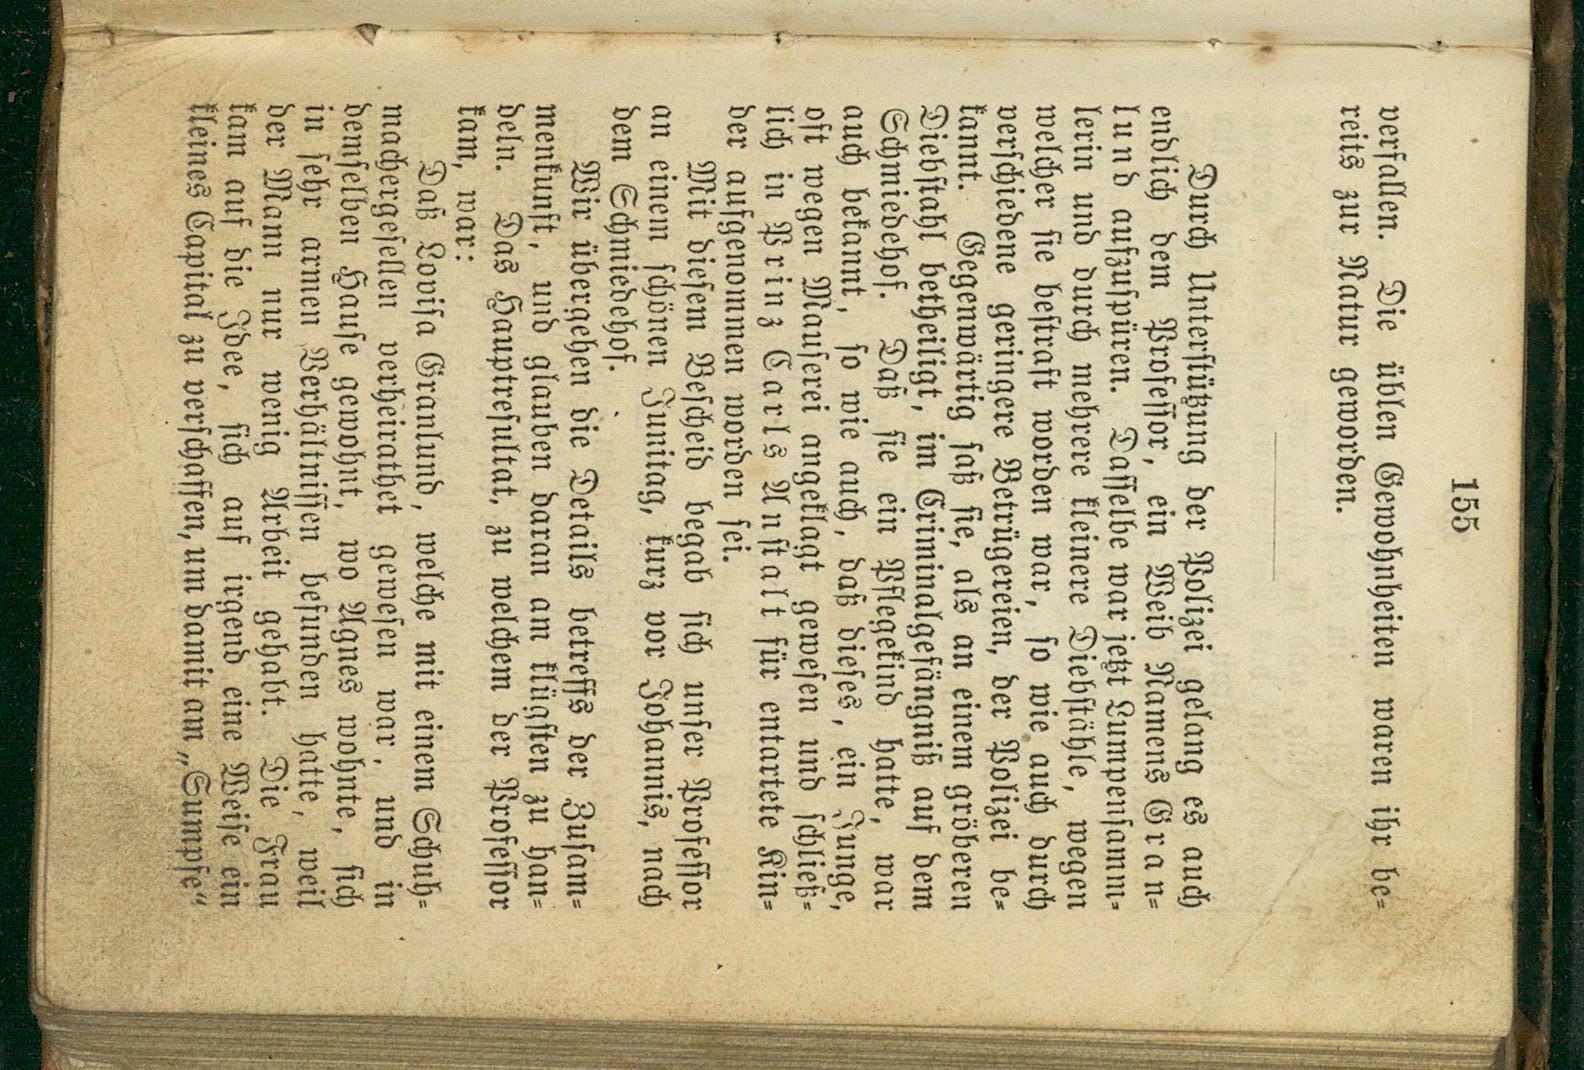 155
verfallen. Die üblen Gewohnheiten waren ihr be=
reits zur Natur geworden.
Durch Unterstützung der Polizei gelang es auch
endlich dem Professor, ein Weib Namens Gran=
lund aufzuspüren. Dasselbe war jetzt Lumpensamm=
lerin und durch mehrere kleinere Diebstähle, wegen
welcher sie bestraft worden war, so wie auch durch
verschiedene geringere Betrügereien, der Polizei be=
kannt. Gegenwärtig saß sie, als an einem gröberen
Diebstahl betheiligt, im Criminalgefängniß auf dem
Schmiedehof. Daß sie ein Pflegekind hatte, war
auch bekannt, so wie auch, daß dieses, ein Junge,
oft wegen Mauserei angeklagt gewesen und schließ=
lich in Prinz Carls Anstalt für entartete Kin=
der aufgenommen worden sei.
Mit diesem Bescheid begab sich unser Professor
an einem schönen Junitag, kurz vor Johannis, nach
dem Schmiedehof.
Wir übergehen die Details betreffs der Zusam=
menkunft, und glauben daran am klügsten zu han=
deln. Das Hauptresultat, zu welchem der Professor
kam, war:
Daß Lovisa Granlund, welche mit einem Schuh=
machergesellen verheirathet gewesen war, und in
demselben Hause gewohnt, wo Agnes wohnte, sich
in sehr armen Verhältnissen befunden hatte, weil
der Mann nur wenig Arbeit gehabt. Die Frau
kam auf die Idee, sich auf irgend eine Weise ein
kleines Capital zu verschaffen, um damit am „Sumpfe"